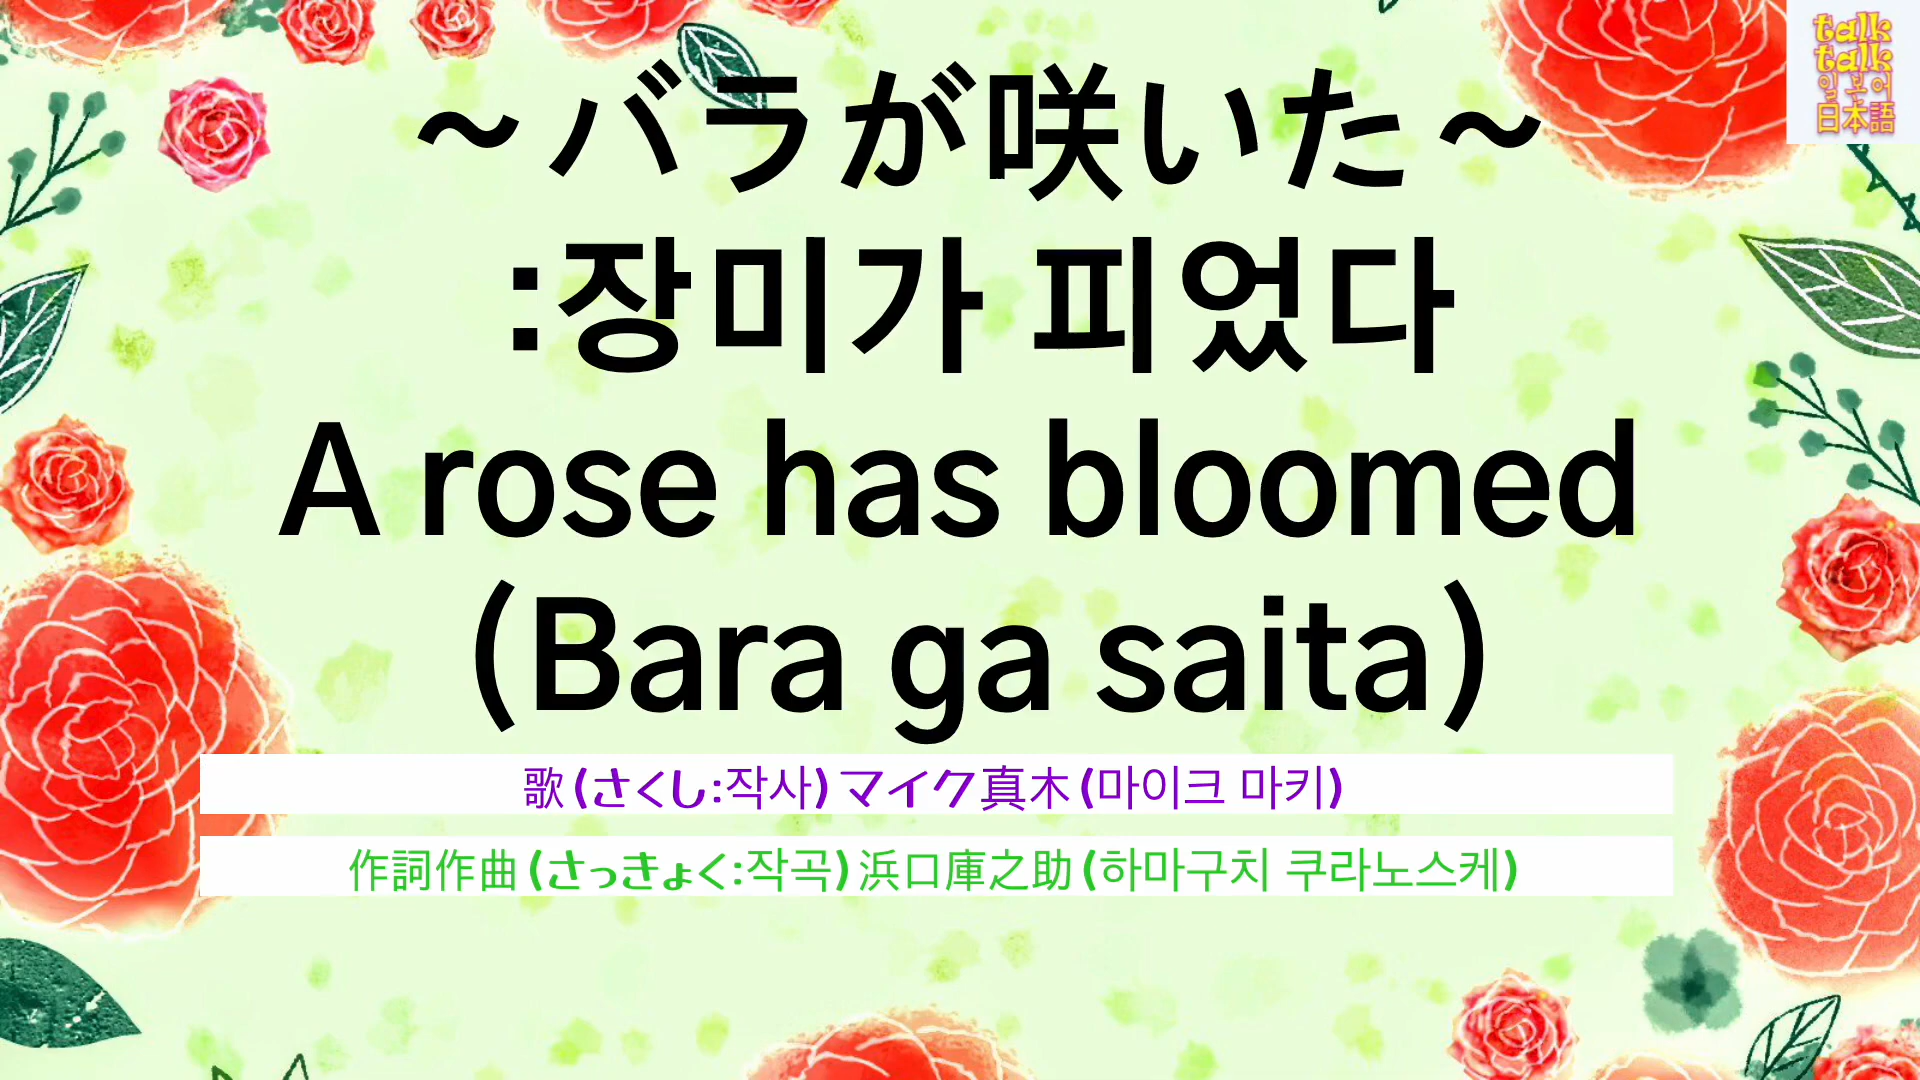 talk
talk
일본어
日本語
~バラが咲いた~
:장미가 피었다
A rose has bloomed
(Bara ga saita)
歌(さくし:작사)マイク真木(마이크 마키)
作詞作曲(さっきょく:작곡)浜口庫之助(하마구치 쿠라노스케)